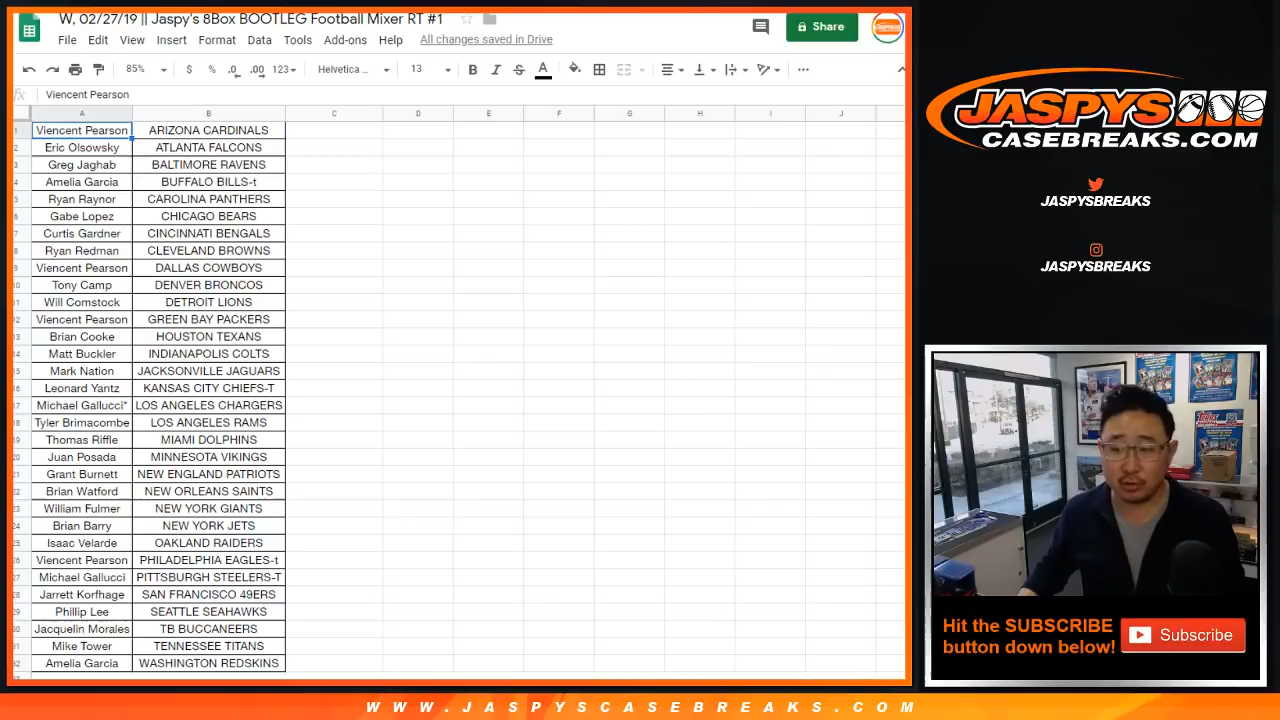 W, 02/27/19 || Jaspy's 8Box BOOTLEG Football Mixer RT #1
File Edit View Insert Format Data Tools Add-ons Help All changes saved in Drive
Share
85% $ % .0 .00 123 Helvetica ... 13 B I S A
fx Viencent Pearson
A B C D E F G H I J
1 Viencent Pearson ARIZONA CARDINALS
2 Eric Olsowsky ATLANTA FALCONS
3 Greg Jaghab BALTIMORE RAVENS
4 Amelia Garcia BUFFALO BILLS-t
5 Ryan Raynor CAROLINA PANTHERS
6 Gabe Lopez CHICAGO BEARS
7 Curtis Gardner CINCINNATI BENGALS
8 Ryan Redman CLEVELAND BROWNS
9 Viencent Pearson DALLAS COWBOYS
10 Tony Camp DENVER BRONCOS
11 Will Comstock DETROIT LIONS
12 Viencent Pearson GREEN BAY PACKERS
13 Brian Cooke HOUSTON TEXANS
14 Matt Buckler INDIANAPOLIS COLTS
15 Mark Nation JACKSONVILLE JAGUARS
16 Leonard Yantz KANSAS CITY CHIEFS-T
17 Michael Gallucci* LOS ANGELES CHARGERS
18 Tyler Brimacombe LOS ANGELES RAMS
19 Thomas Riffle MIAMI DOLPHINS
20 Juan Posada MINNESOTA VIKINGS
21 Grant Burnett NEW ENGLAND PATRIOTS
22 Brian Watford NEW ORLEANS SAINTS
23 William Fulmer NEW YORK GIANTS
24 Brian Barry NEW YORK JETS
25 Isaac Velarde OAKLAND RAIDERS
26 Viencent Pearson PHILADELPHIA EAGLES-t
27 Michael Gallucci PITTSBURGH STEELERS-T
28 Jarrett Korfhage SAN FRANCISCO 49ERS
29 Phillip Lee SEATTLE SEAHAWKS
30 Jacquelin Morales TB BUCCANEERS
31 Mike Tower TENNESSEE TITANS
32 Amelia Garcia WASHINGTON REDSKINS
JASPYS
CASEBREAKS.COM
JASPYSBREAKS
JASPYSBREAKS
Hit the SUBSCRIBE
button down below!
Subscribe
WWW.JASPYSCASEBREAKS.COM